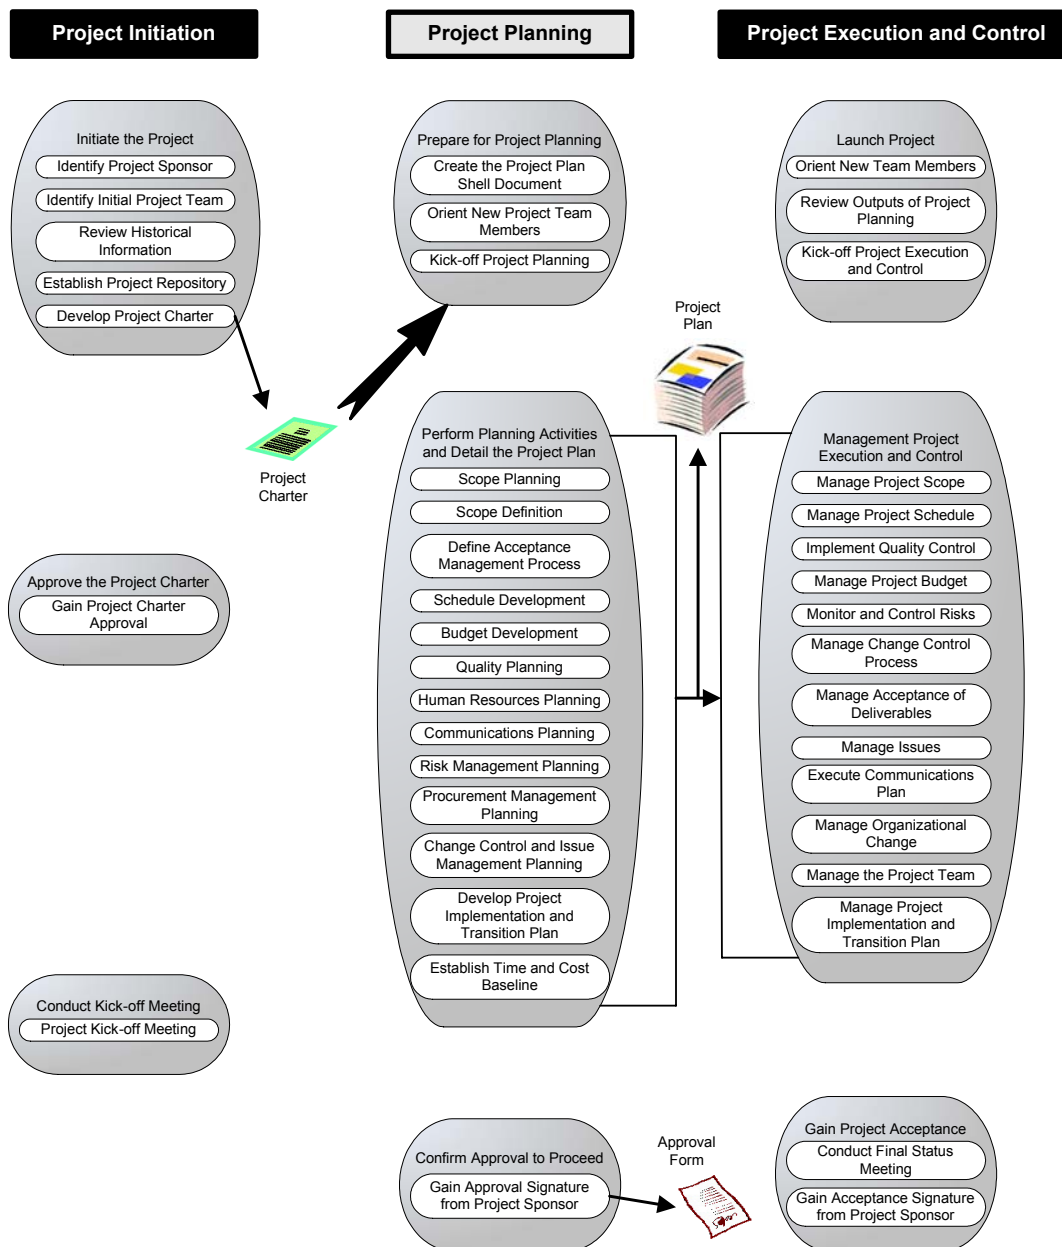 Project Initiation
Project Planning
Project Execution and Control
Initiate the Project
Identify Project Sponsor
Identify Initial Project Team
Review Historical
Information
Establish Project Repository
Develop Project Charter
Project
Charter
Approve the Project Charter
Gain Project Charter
Approval
Conduct Kick-off Meeting
Project Kick-off Meeting
Prepare for Project Planning
Create the Project Plan
Shell Document
Orient New Project Team
Members
Kick-off Project Planning
Perform Planning Activities
and Detail the Project Plan
Scope Planning
Scope Definition
Define Acceptance
Management Process
Schedule Development
Budget Development
Quality Planning
Human Resources Planning
Communications Planning
Risk Management Planning
Procurement Management
Planning
Change Control and Issue
Management Planning
Develop Project
Implementation and
Transition Plan
Establish Time and Cost
Baseline
Confirm Approval to Proceed
Gain Approval Signature
from Project Sponsor
Project
Plan
Approval
Form
Launch Project
Orient New Team Members
Review Outputs of Project
Planning
Kick-off Project Execution
and Control
Management Project
Execution and Control
Manage Project Scope
Manage Project Schedule
Implement Quality Control
Manage Project Budget
Monitor and Control Risks
Manage Change Control
Process
Manage Acceptance of
Deliverables
Manage Issues
Execute Communications
Plan
Manage Organizational
Change
Manage the Project Team
Manage Project
Implementation and
Transition Plan
Gain Project Acceptance
Conduct Final Status
Meeting
Gain Acceptance Signature
from Project Sponsor